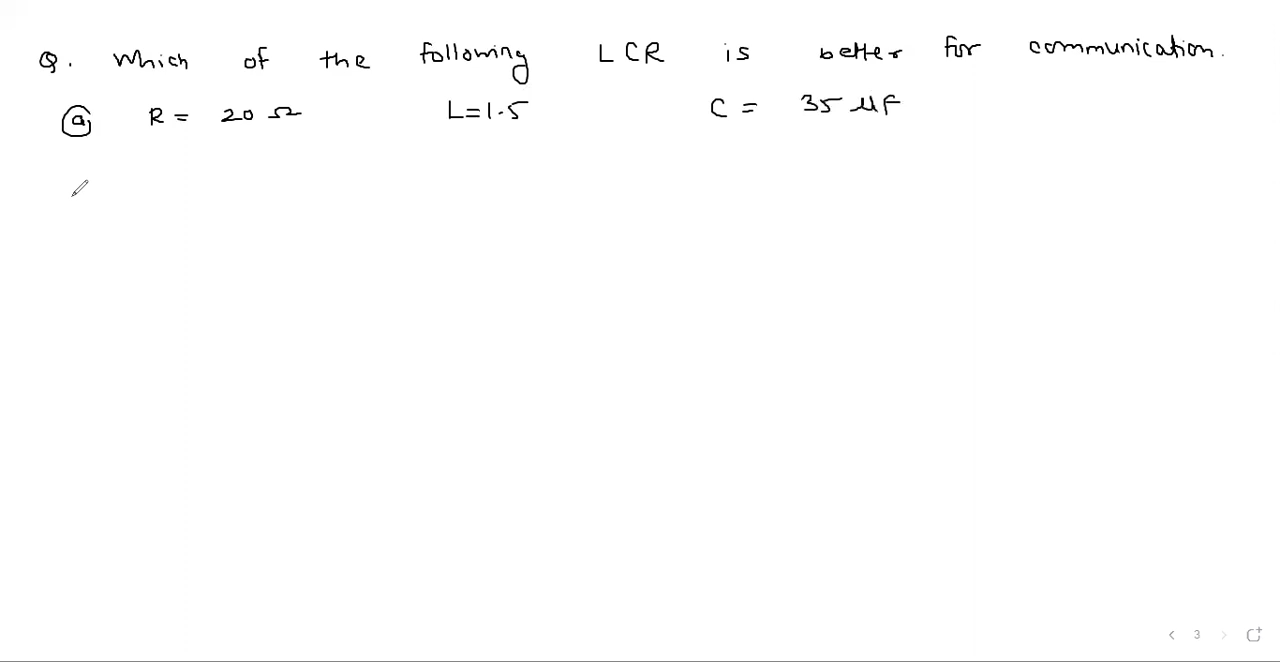 Q. Which of the following LCR is better for communication.
(a) R = 20 Ω L=1.5 C = 35 μF
< 3 >